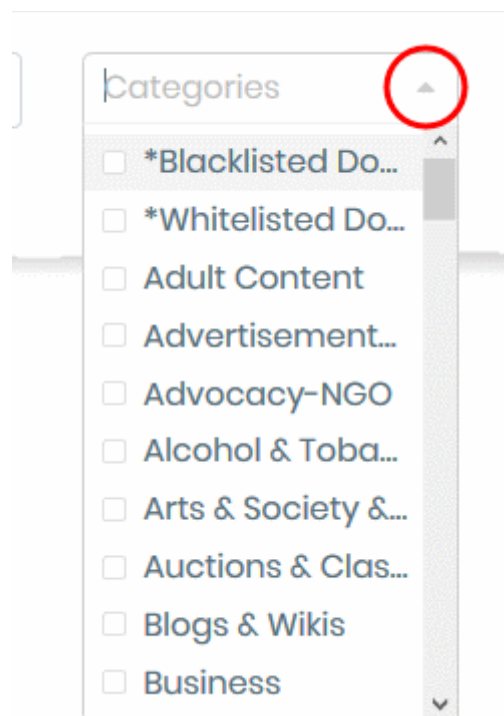 Categories
*Blacklisted Do...
*Whitelisted Do...
Adult Content
Advertisement...
Advocacy-NGO
Alcohol & Toba...
Arts & Society &...
Auctions & Clas...
Blogs & Wikis
Business